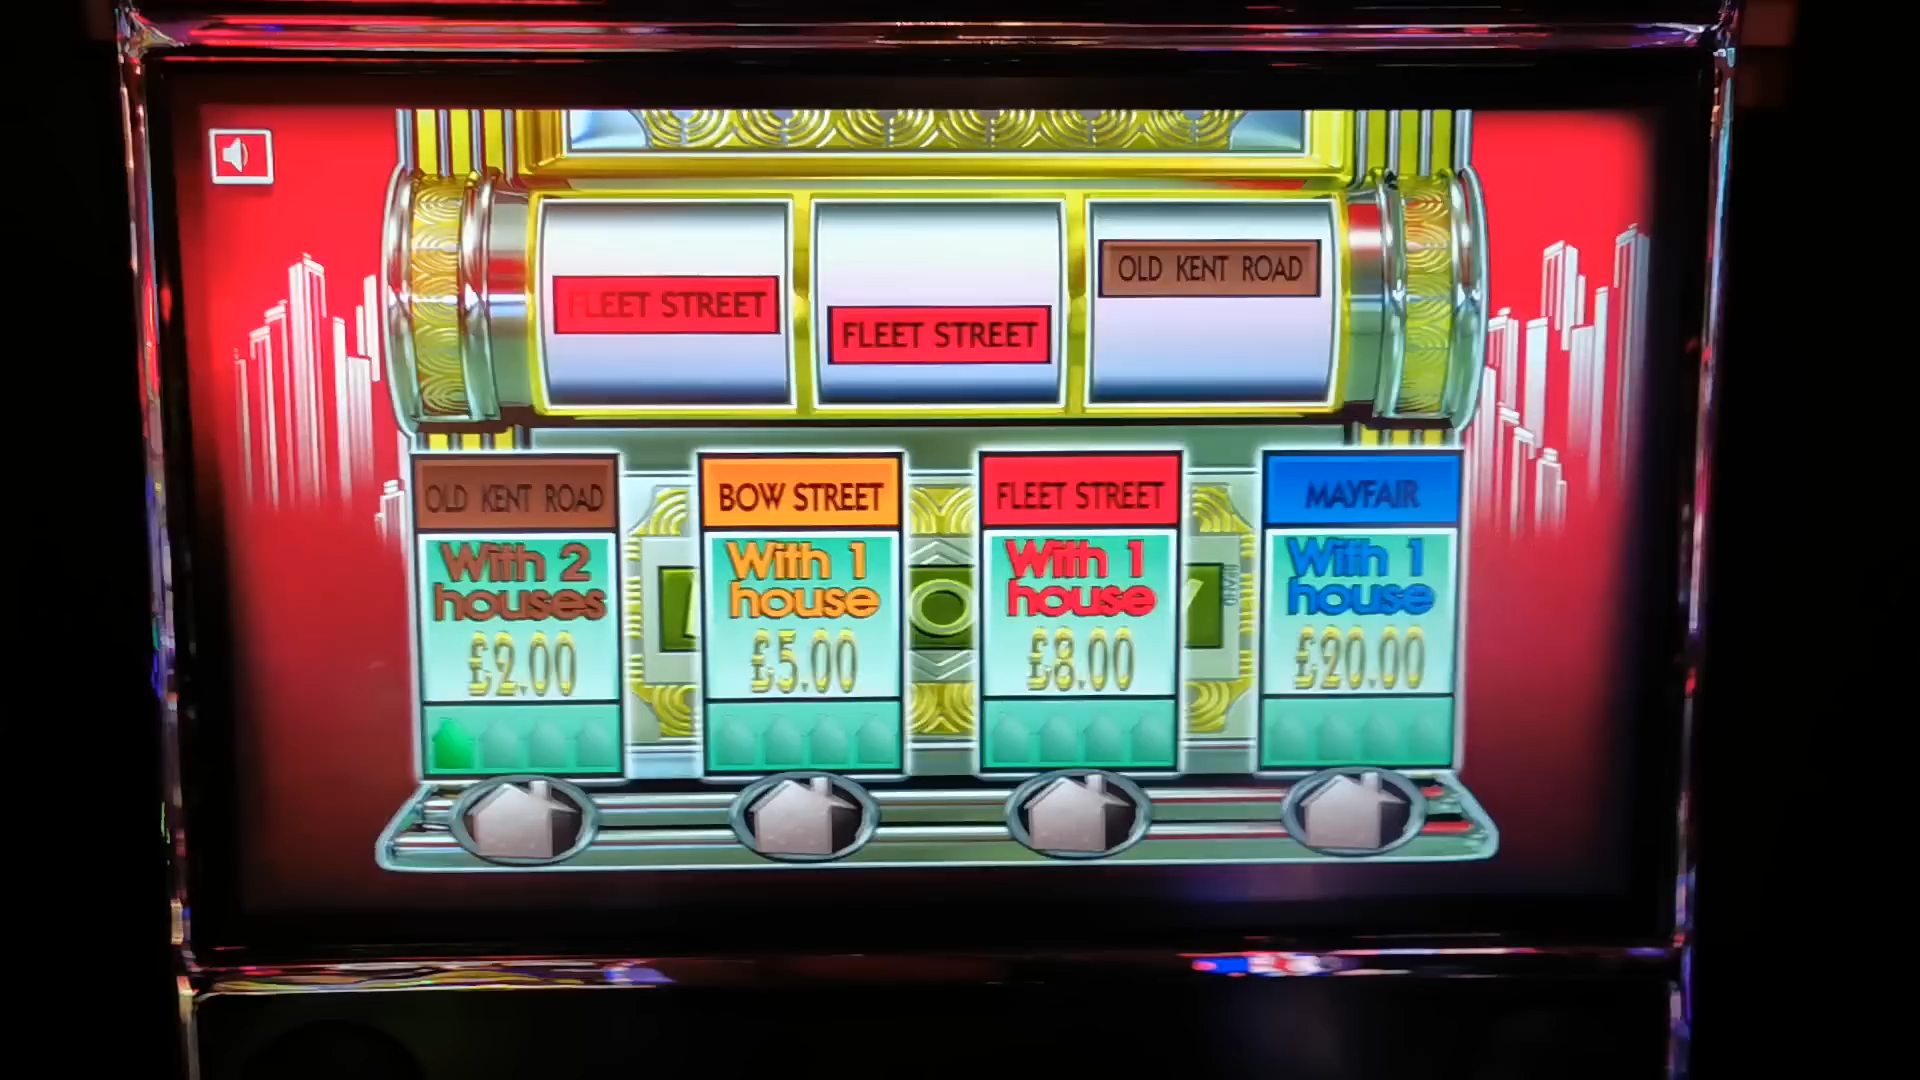 FLEET STREET
FLEET STREET
OLD KENT ROAD
OLD KENT ROAD
With 2
houses
£2.00
BOW STREET
With 1
house
£5.00
FLEET STREET
With 1
house
£8.00
MAYFAIR
With 1
house
£20.00